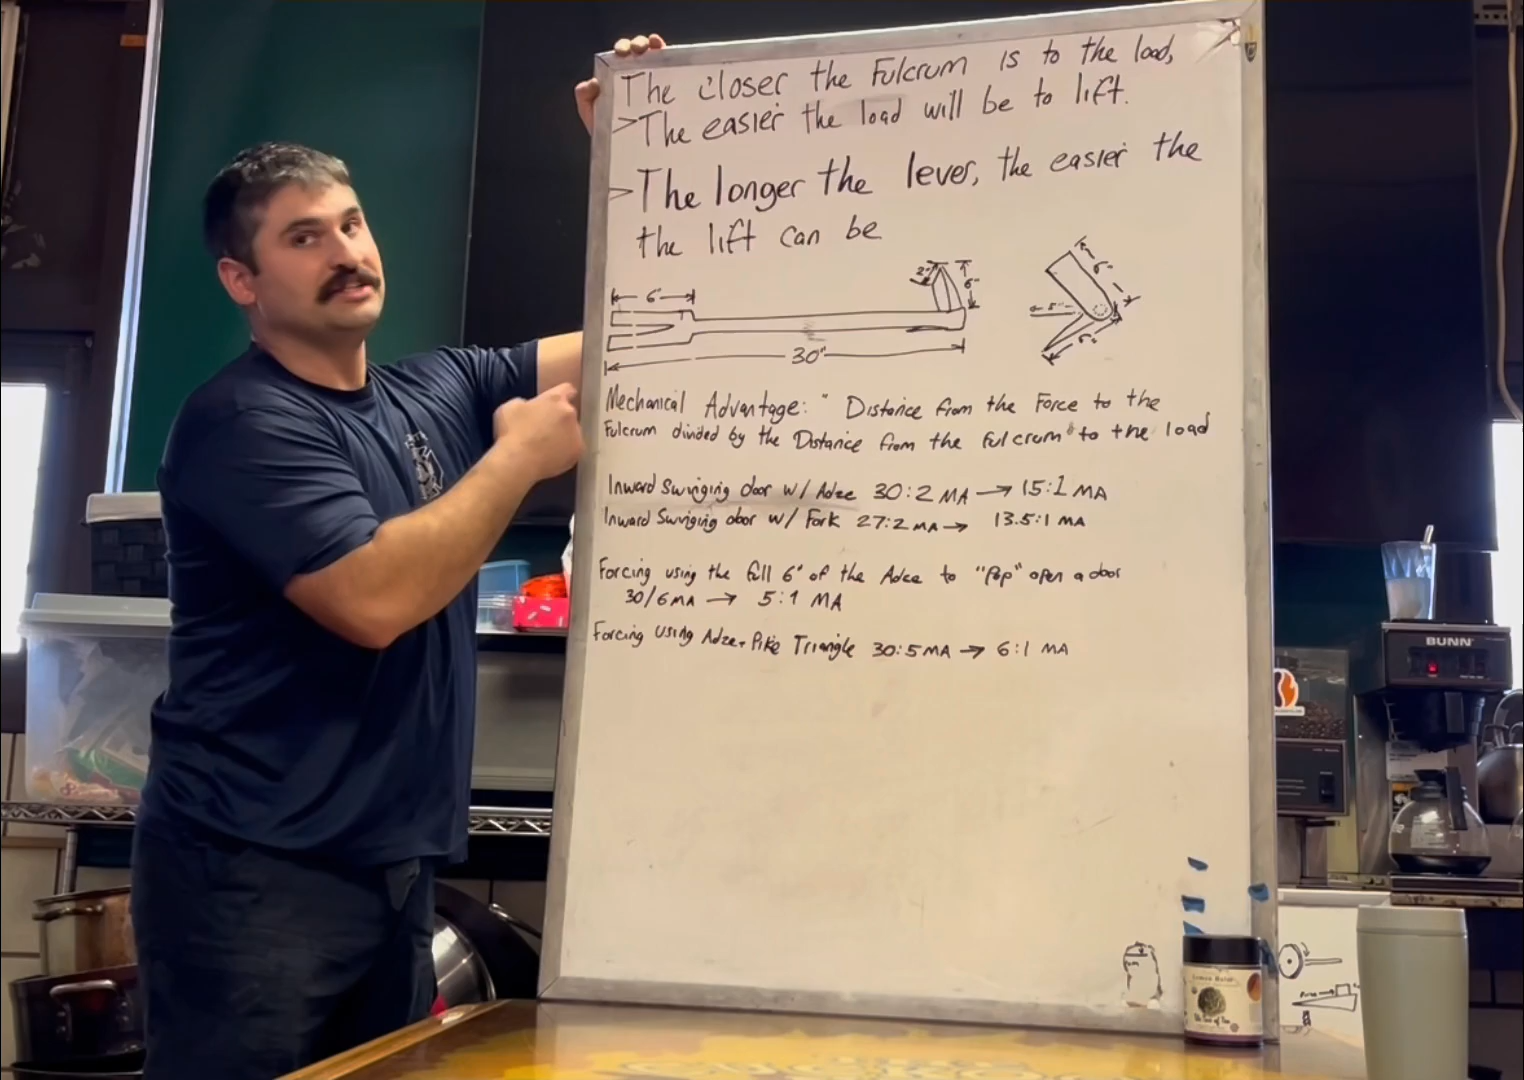 The closer the Fulcrum is to the load,
>The easier the load will be to lift.
>The longer the lever, the easier the
the lift can be
6"
2"
6"
30"
6"
5"
6"
Mechanical Advantage: " Distance from the Force to the
Fulcrum divided by the Distance from the fulcrum" to the load
Inward Swinging door w/ Adze 30:2 MA → 15:1 MA
Inward Swinging door w/ Fork 27:2 MA → 13.5:1 MA
Forcing using the full 6" of the Adze to "Pop" open a door
30/6 MA → 5:1 MA
Forcing using Adze + Pike Triangle 30:5 MA → 6:1 MA
BUNN